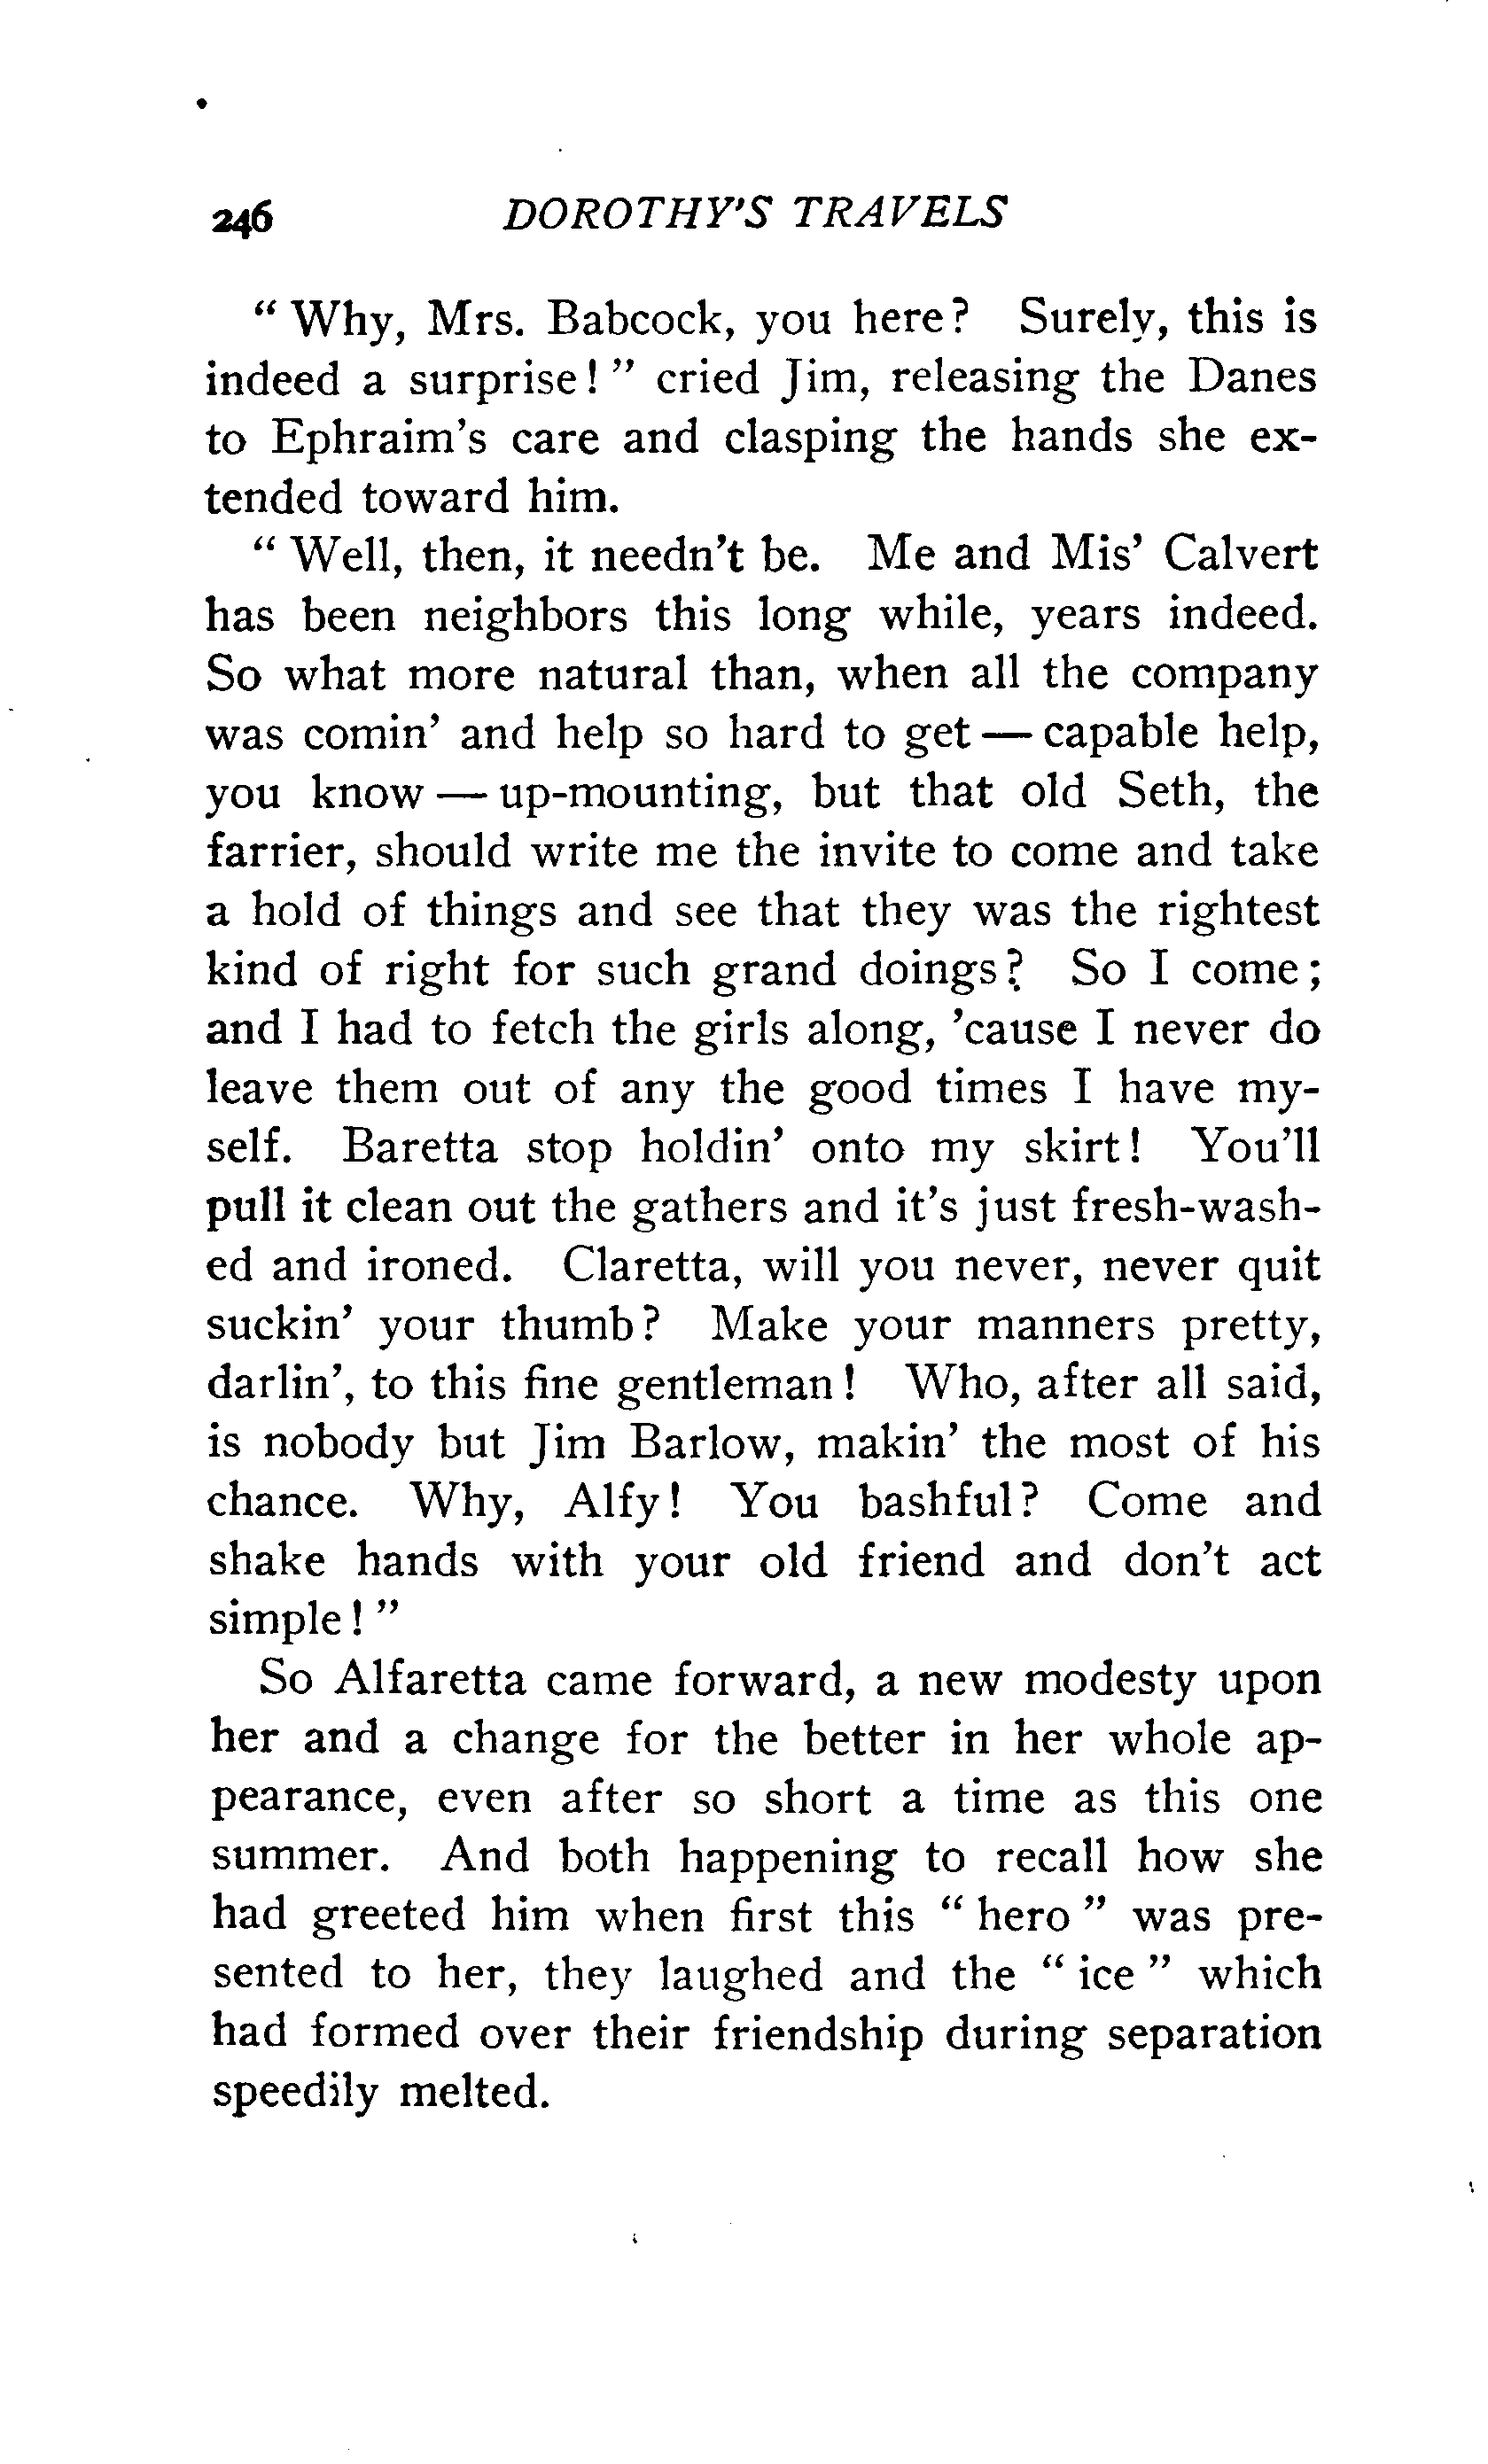 246 DOROTHY'S TRAVELS
“ Why, Mrs. Babcock, you here? Surely, this is
indeed a surprise! ” cried Jim, releasing the Danes
to Ephraim's care and clasping the hands she ex-
tended toward him.
“ Well, then, it needn't be. Me and Mis' Calvert
has been neighbors this long while, years indeed.
So what more natural than, when all the company
was comin' and help so hard to get — capable help,
you know — up-mounting, but that old Seth, the
farrier, should write me the invite to come and take
a hold of things and see that they was the rightest
kind of right for such grand doings? So I come;
and I had to fetch the girls along, 'cause I never do
leave them out of any the good times I have my-
self. Baretta stop holdin' onto my skirt! You'll
pull it clean out the gathers and it's just fresh-wash-
ed and ironed. Claretta, will you never, never quit
suckin' your thumb? Make your manners pretty,
darlin', to this fine gentleman! Who, after all said,
is nobody but Jim Barlow, makin' the most of his
chance. Why, Alfy! You bashful? Come and
shake hands with your old friend and don't act
simple! ”
So Alfaretta came forward, a new modesty upon
her and a change for the better in her whole ap-
pearance, even after so short a time as this one
summer. And both happening to recall how she
had greeted him when first this “ hero ” was pre-
sented to her, they laughed and the “ ice ” which
had formed over their friendship during separation
speedily melted.